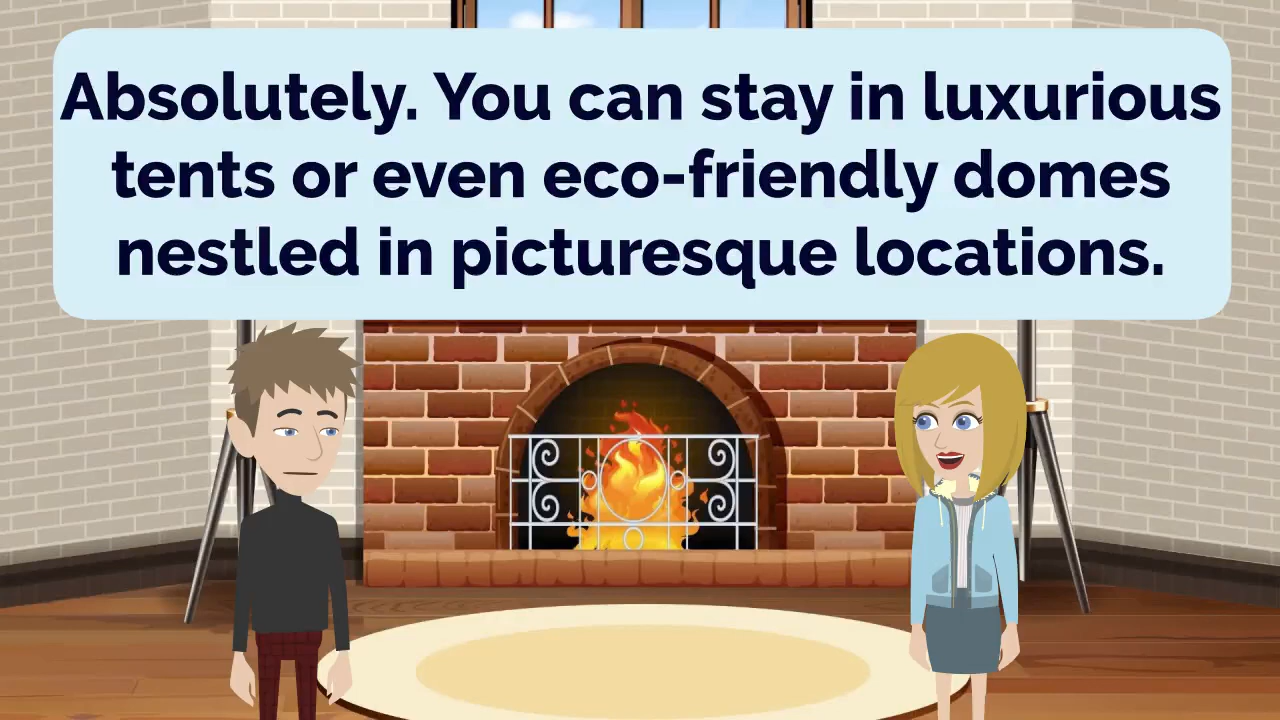 Absolutely. You can stay in luxurious
tents or even eco-friendly domes
nestled in picturesque locations.